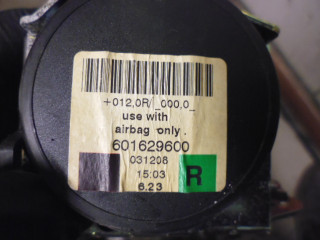 +012,0R/_000,0_
use with
airbag only.
601629600
031208
15:03
6.23
R